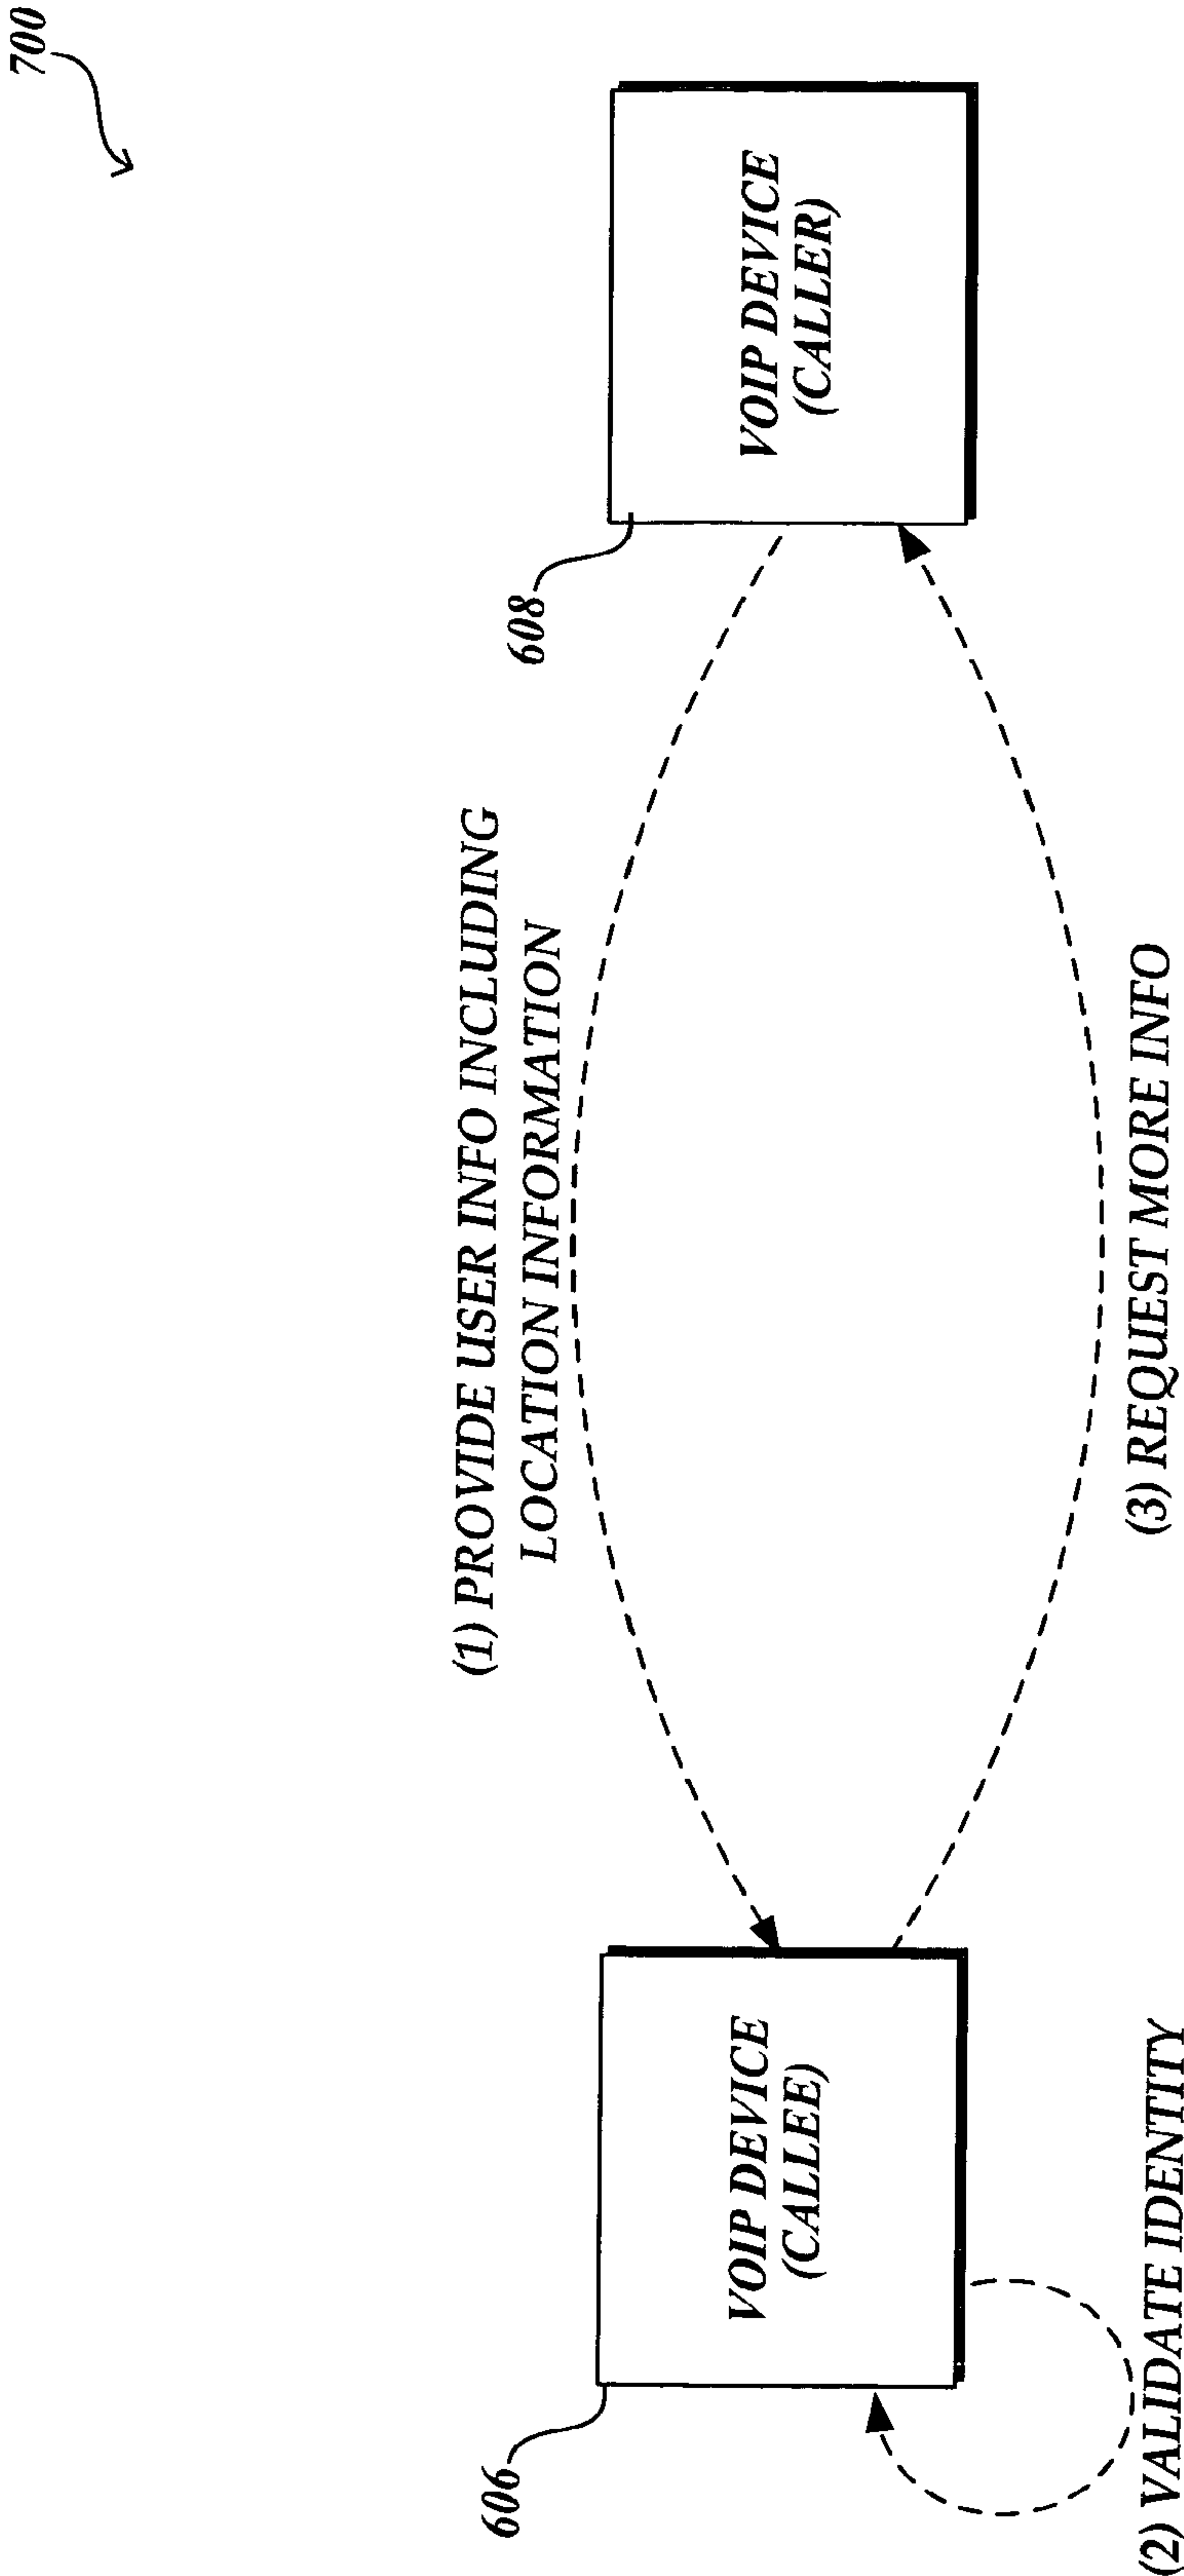 700
(1) PROVIDE USER INFO INCLUDING
LOCATION INFORMATION
606
608
VOIP DEVICE
(CALLEE)
VOIP DEVICE
(CALLER)
(2) VALIDATE IDENTITY
(3) REQUEST MORE INFO